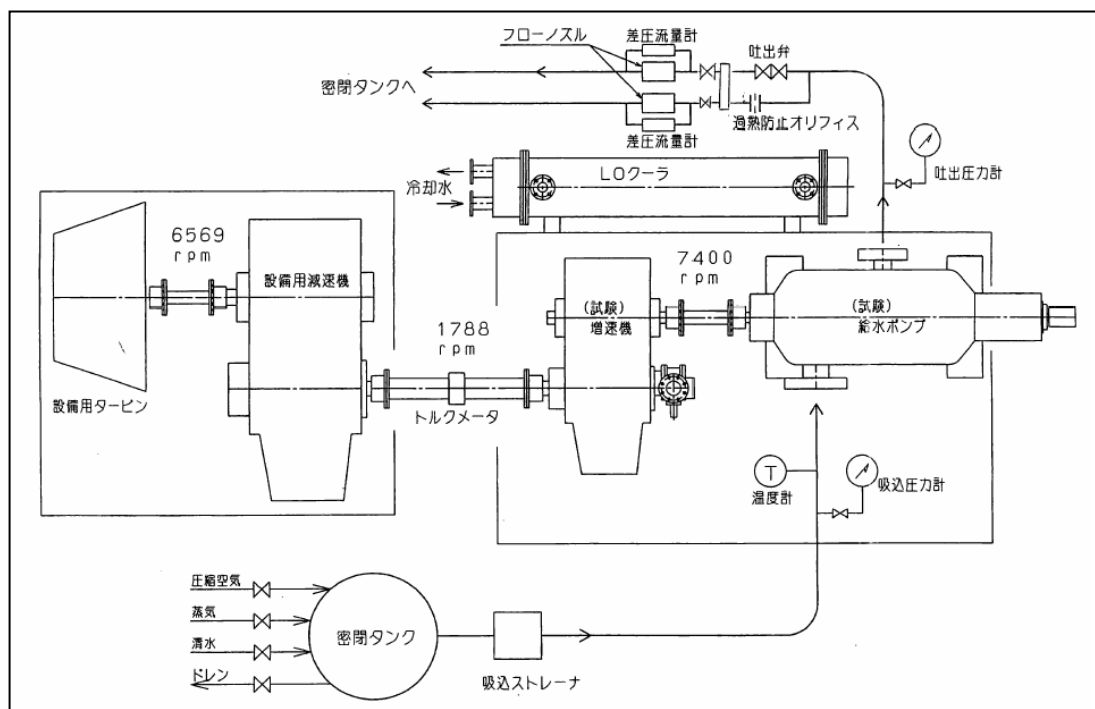 フローノズル
差圧流量計
吐出弁
密閉タンクへ
過熱防止オリフィス
差圧流量計
LOクーラ
冷却水
吐出圧力計
6569
rpm
設備用減速機
7400
rpm
(試験)
増速機
(試験)
給水ポンプ
1788
rpm
設備用タービン
トルクメータ
T
温度計
吸込圧力計
圧縮空気
蒸気
清水
ドレン
密閉タンク
吸込ストレーナ